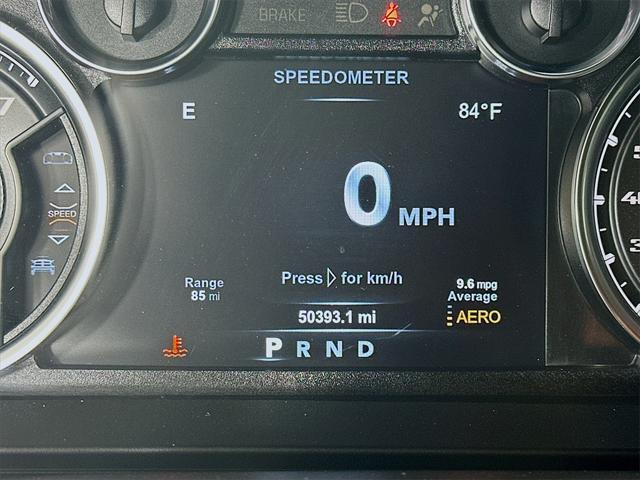 BRAKE
SPEEDOMETER
E 84°F
0 MPH
SPEED
Press ▷ for km/h
Range
85 mi
9.6 mpg
Average
50393.1 mi
AERO
P R N D